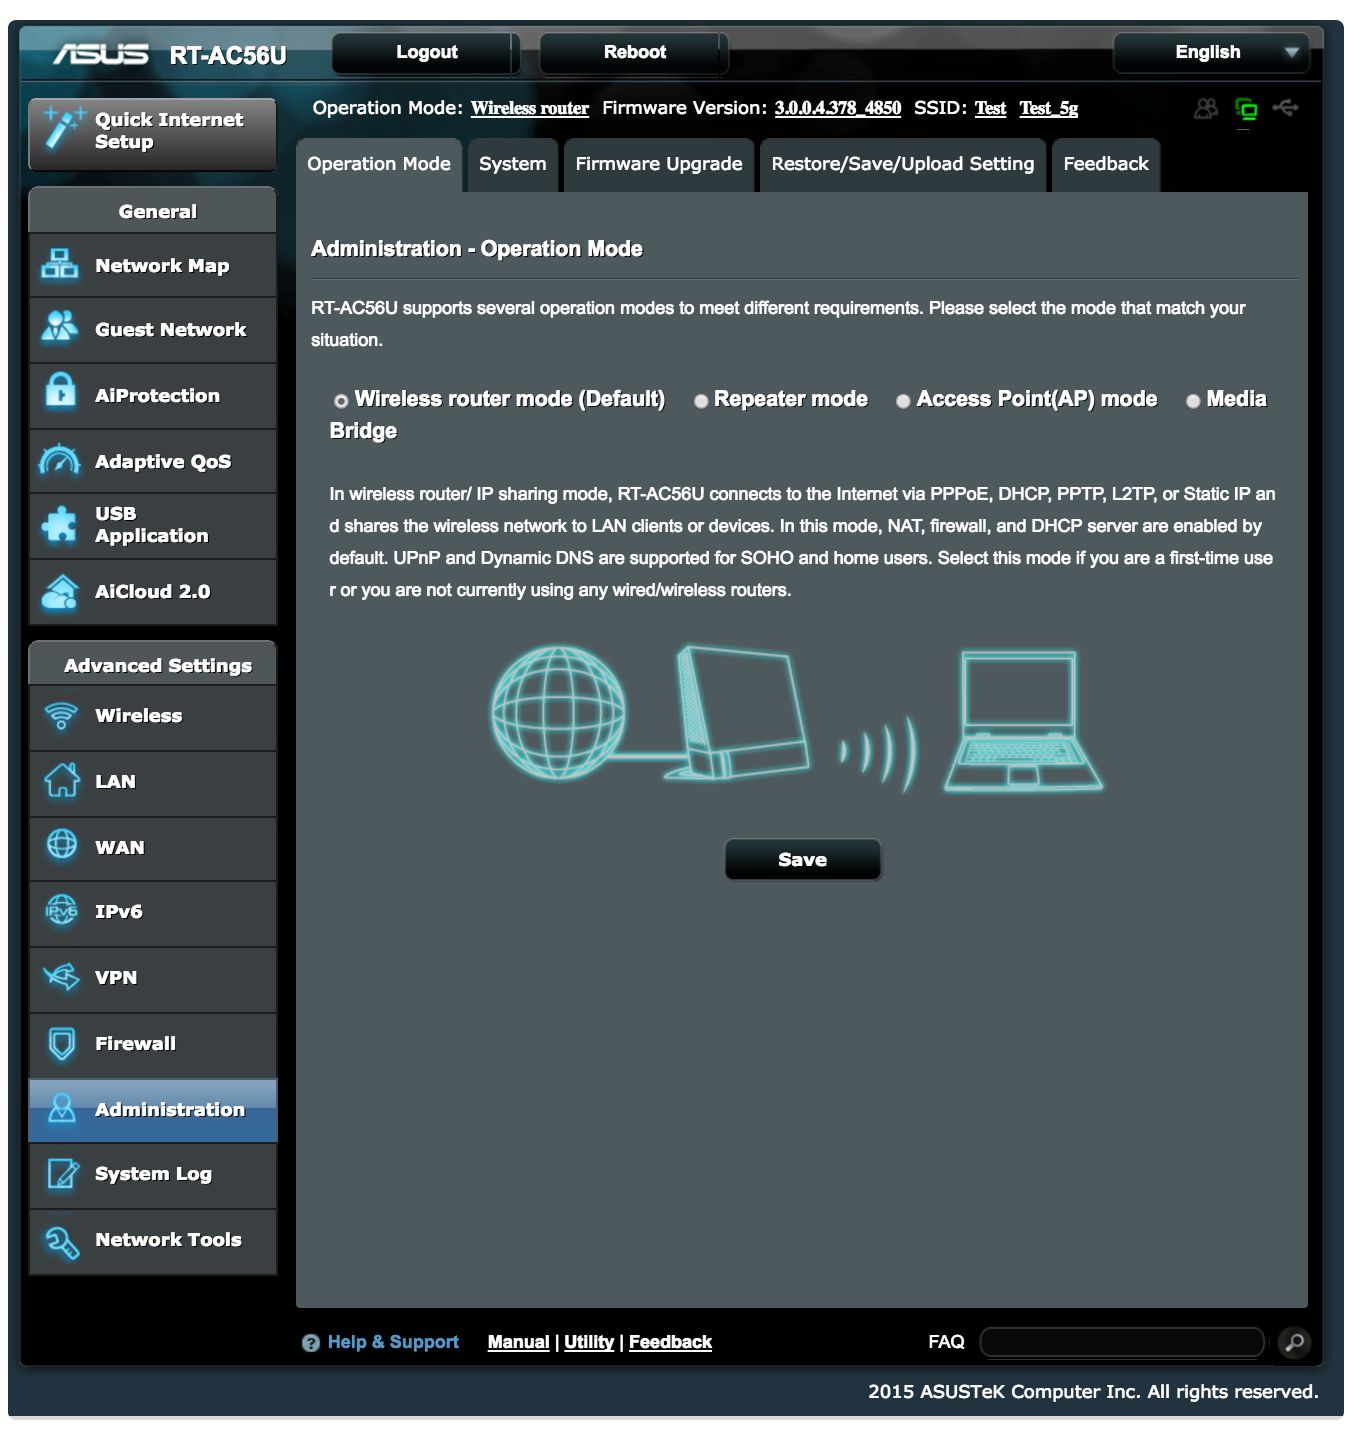 ASUS RT-AC56U Logout Reboot English
Quick Internet
Setup
Operation Mode: Wireless router Firmware Version: 3.0.0.4.378_4850 SSID: Test Test_5g
Operation Mode System Firmware Upgrade Restore/Save/Upload Setting Feedback
General
Network Map
Guest Network
AiProtection
Adaptive QoS
USB
Application
AiCloud 2.0
Advanced Settings
Wireless
LAN
WAN
IPv6
IPv6
VPN
Firewall
Administration
System Log
Network Tools
Administration - Operation Mode
RT-AC56U supports several operation modes to meet different requirements. Please select the mode that match your
situation.
Wireless router mode (Default) Repeater mode Access Point(AP) mode Media
Bridge
In wireless router/ IP sharing mode, RT-AC56U connects to the Internet via PPPoE, DHCP, PPTP, L2TP, or Static IP an
d shares the wireless network to LAN clients or devices. In this mode, NAT, firewall, and DHCP server are enabled by
default. UPnP and Dynamic DNS are supported for SOHO and home users. Select this mode if you are a first-time use
r or you are not currently using any wired/wireless routers.
Save
? Help & Support Manual | Utility | Feedback FAQ
2015 ASUSTeK Computer Inc. All rights reserved.